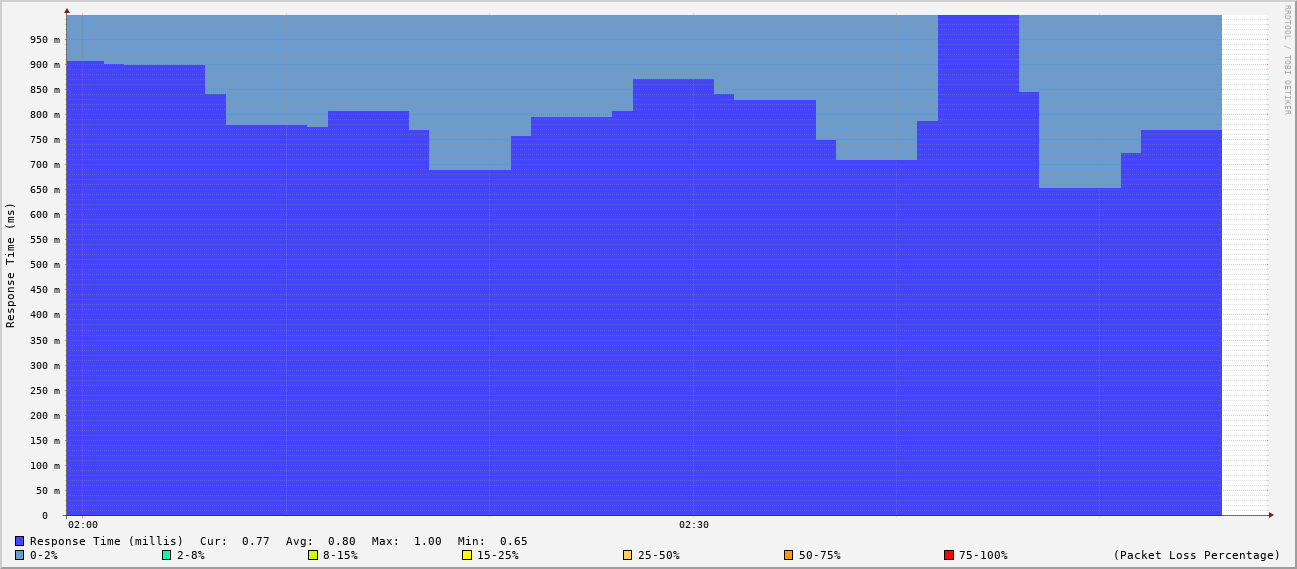 RRDTOOL / TOBI OETIKER
Response Time (ms)
950 m
900 m
850 m
800 m
750 m
700 m
650 m
600 m
550 m
500 m
450 m
400 m
350 m
300 m
250 m
200 m
150 m
100 m
50 m
0
02:00 02:30
Response Time (millis) Cur: 0.77 Avg: 0.80 Max: 1.00 Min: 0.65
0-2% 2-8% 8-15% 15-25% 25-50% 50-75% 75-100% (Packet Loss Percentage)